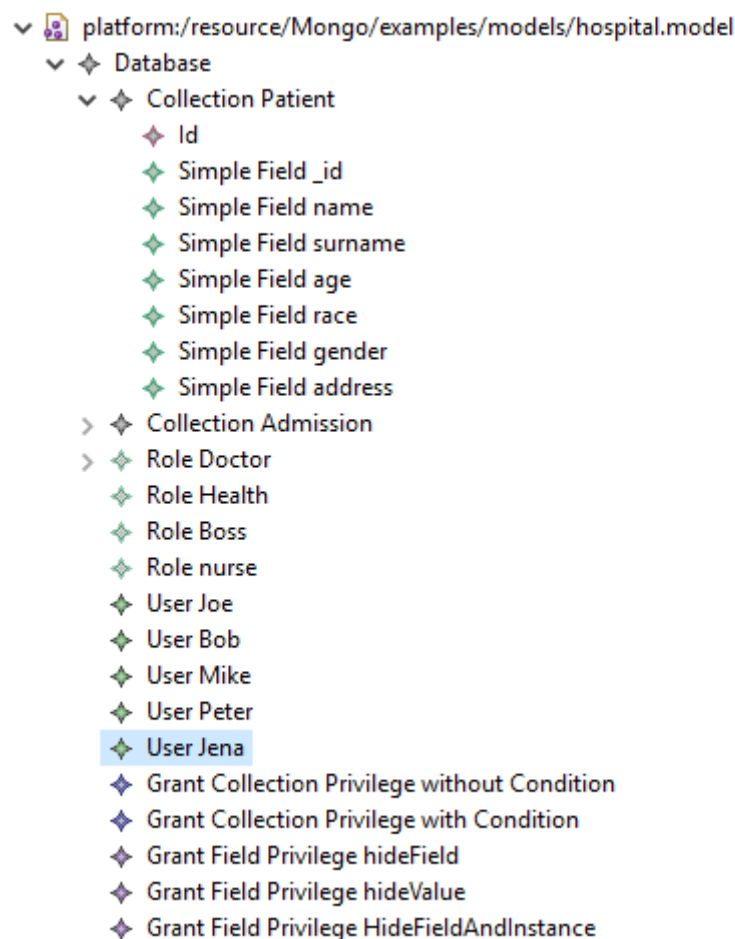 platform:/resource/Mongo/examples/models/hospital.model
Database
Collection Patient
Id
Simple Field _id
Simple Field name
Simple Field surname
Simple Field age
Simple Field race
Simple Field gender
Simple Field address
Collection Admission
Role Doctor
Role Health
Role Boss
Role nurse
User Joe
User Bob
User Mike
User Peter
User Jena
Grant Collection Privilege without Condition
Grant Collection Privilege with Condition
Grant Field Privilege hideField
Grant Field Privilege hideValue
Grant Field Privilege HideFieldAndInstance